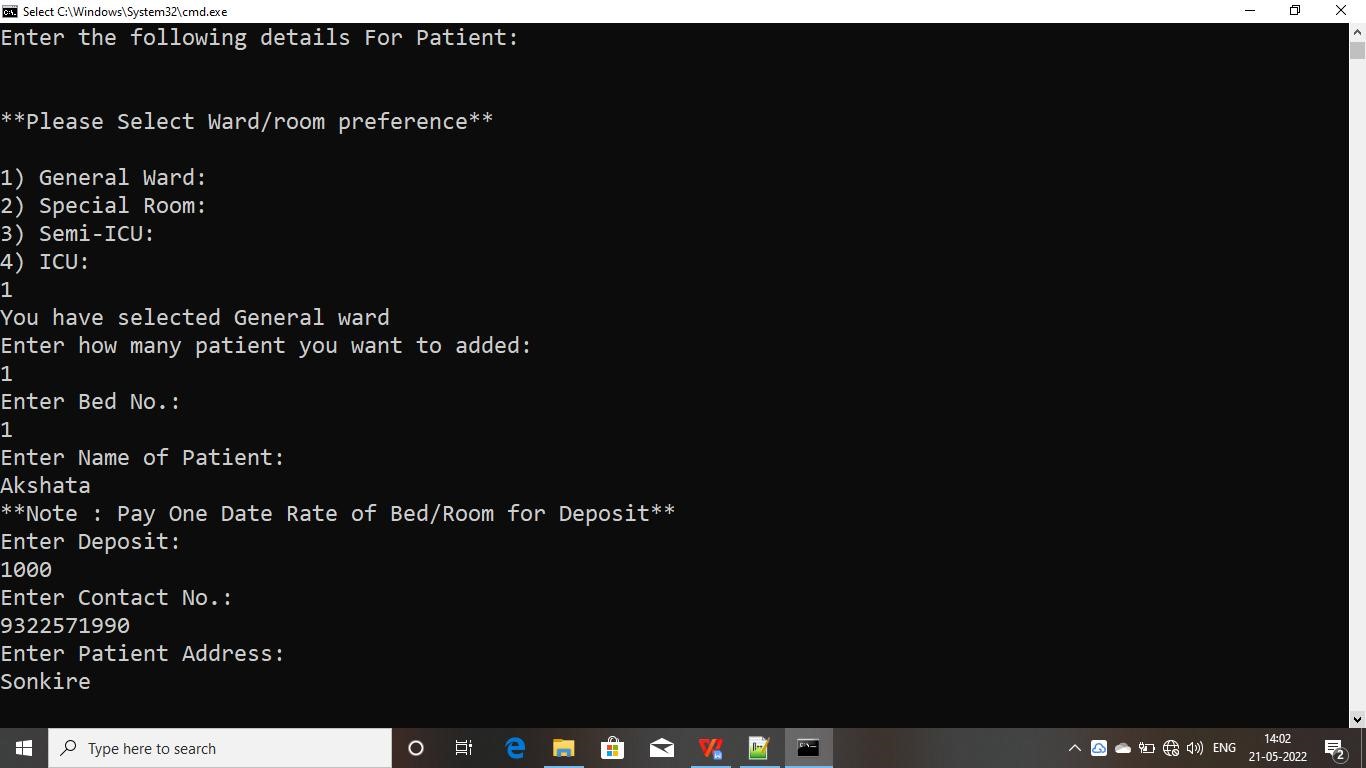 Select C:\Windows\System32\cmd.exe
Enter the following details For Patient:
**Please Select Ward/room preference**
1) General Ward:
2) Special Room:
3) Semi-ICU:
4) ICU:
1
You have selected General ward
Enter how many patient you want to added:
1
Enter Bed No.:
1
Enter Name of Patient:
Akshata
**Note : Pay One Date Rate of Bed/Room for Deposit**
Enter Deposit:
1000
Enter Contact No.:
9322571990
Enter Patient Address:
Sonkire
Type here to search
ENG
14:02
21-05-2022
2